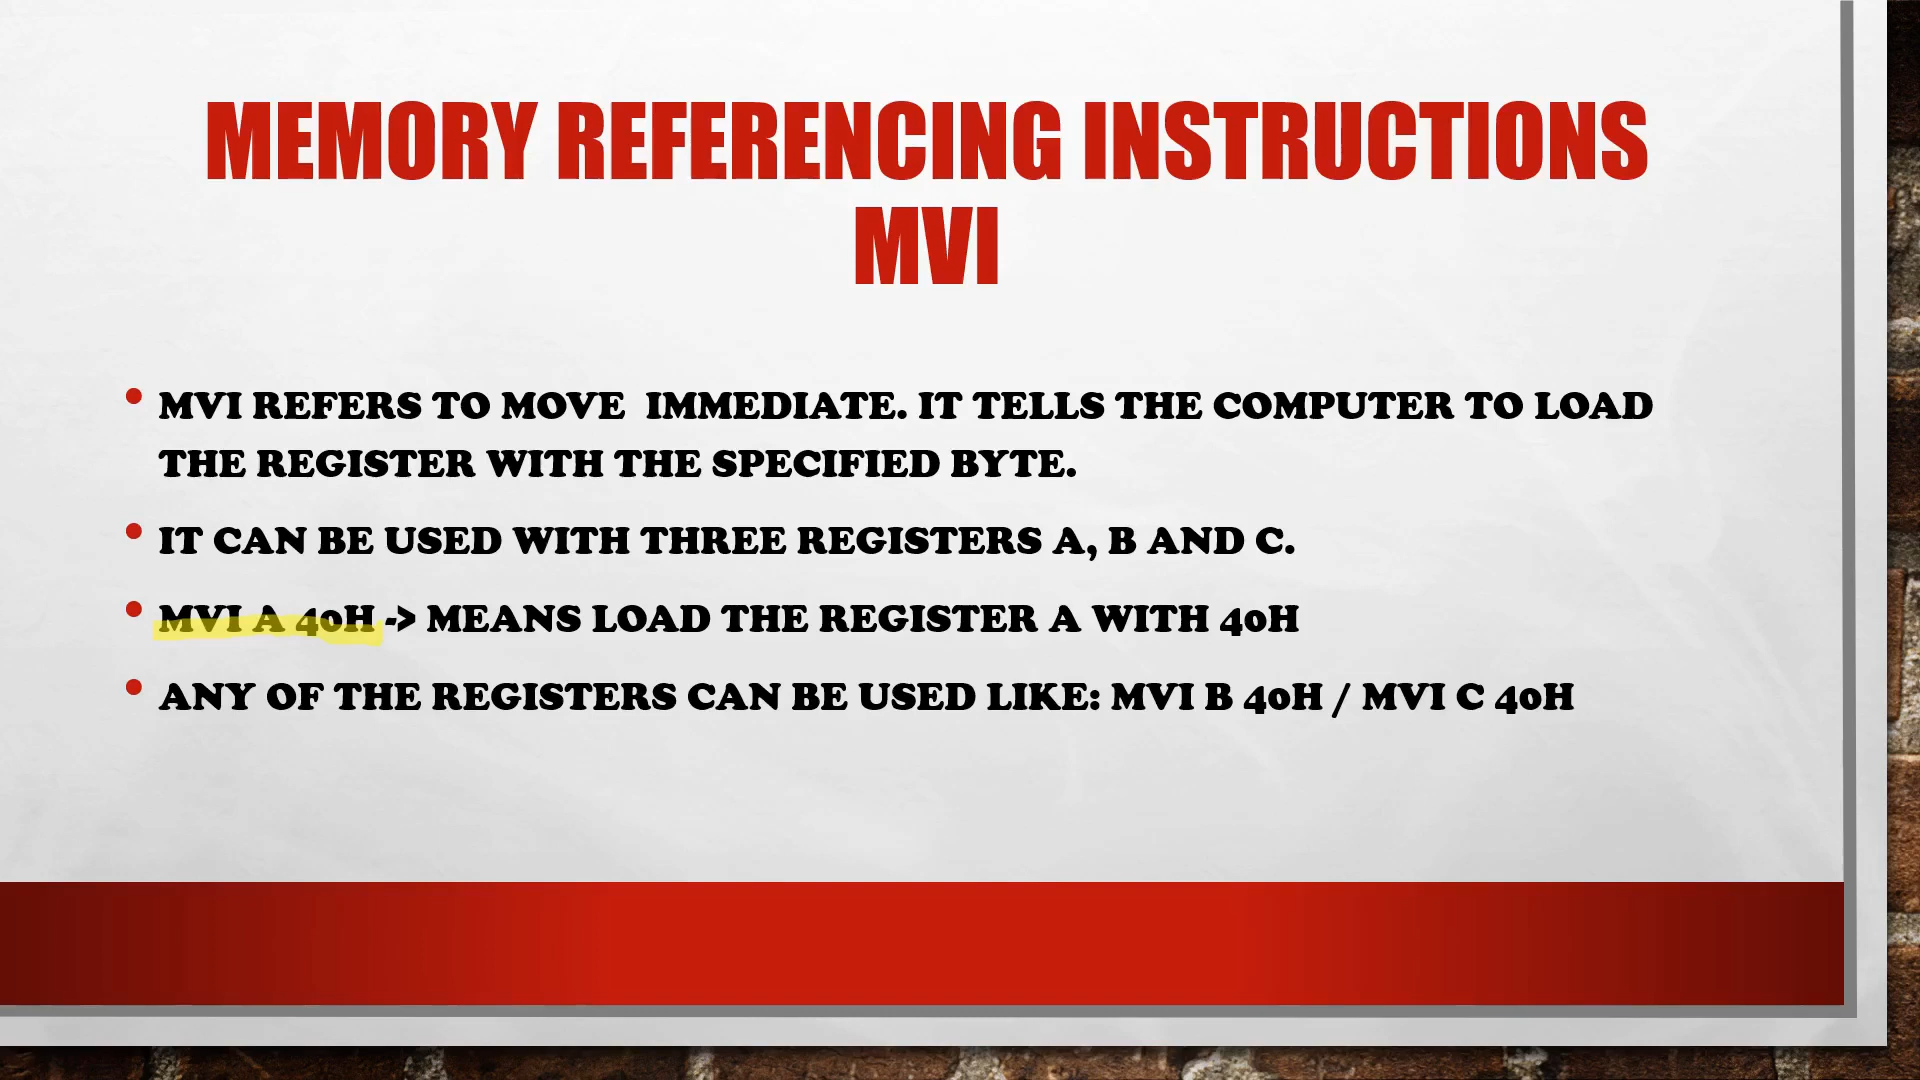 MEMORY REFERENCING INSTRUCTIONS
MVI
• MVI REFERS TO MOVE  IMMEDIATE. IT TELLS THE COMPUTER TO LOAD
THE REGISTER WITH THE SPECIFIED BYTE.
• IT CAN BE USED WITH THREE REGISTERS A, B AND C.
• MVI A 40H -> MEANS LOAD THE REGISTER A WITH 40H
• ANY OF THE REGISTERS CAN BE USED LIKE: MVI B 40H / MVI C 40H